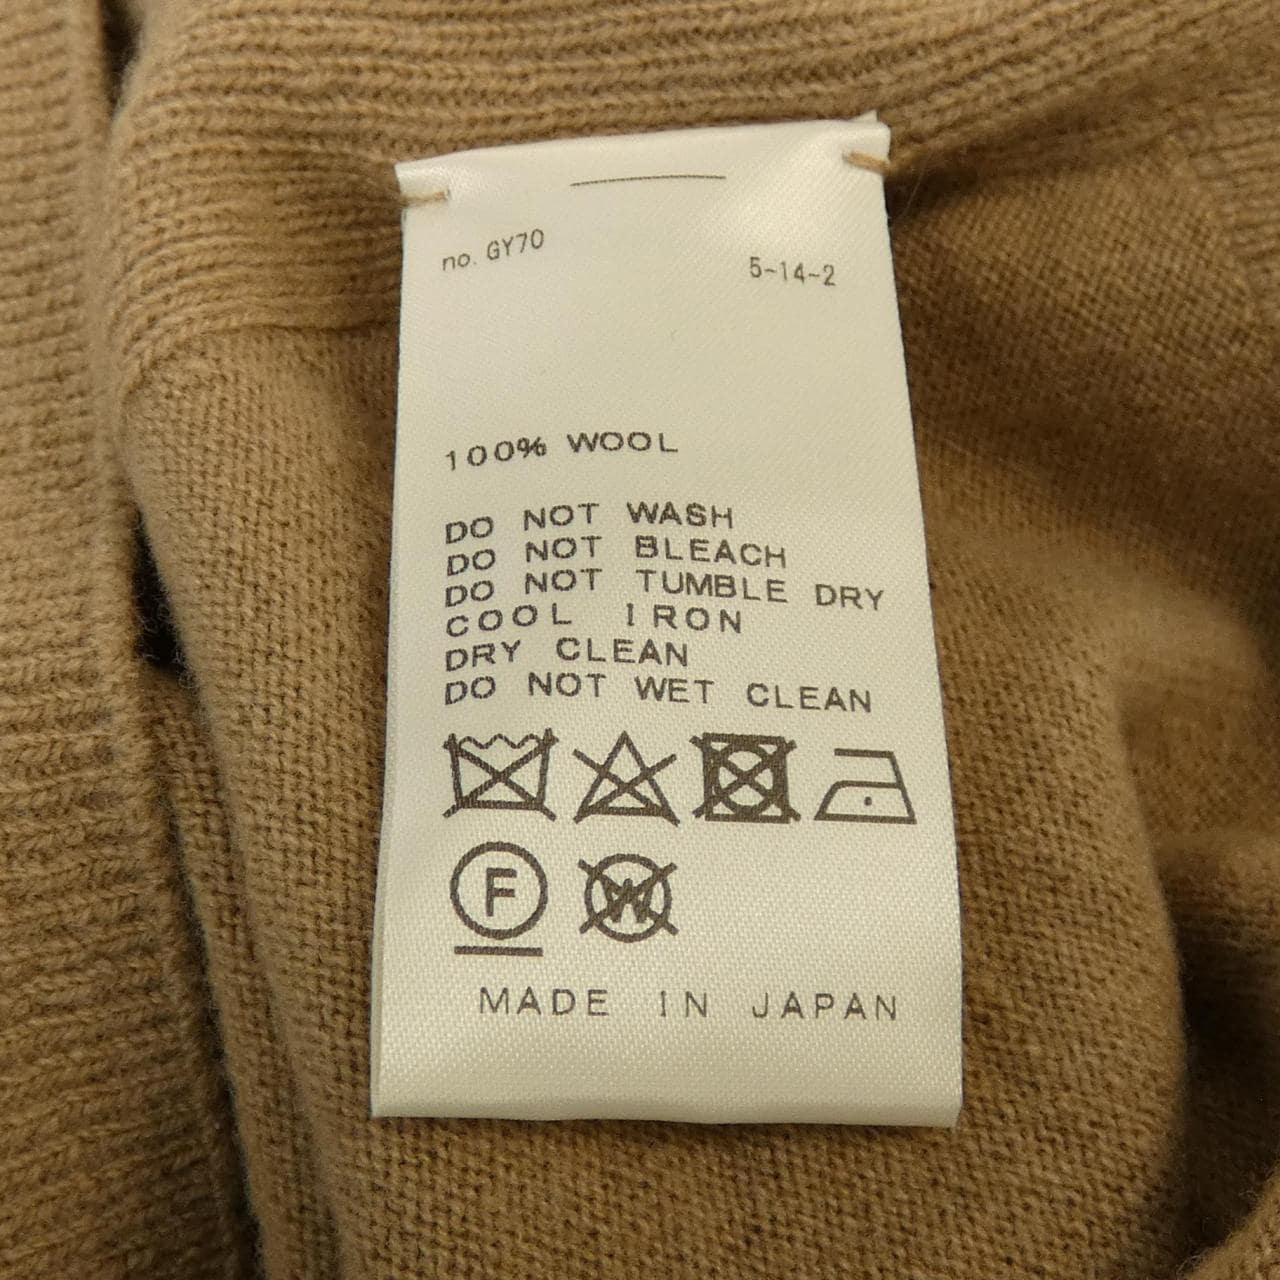 no. GY70 5-14-2
100% WOOL
DO NOT WASH
DO NOT BLEACH
DO NOT TUMBLE DRY
COOL IRON
DRY CLEAN
DO NOT WET CLEAN
F W
MADE IN JAPAN